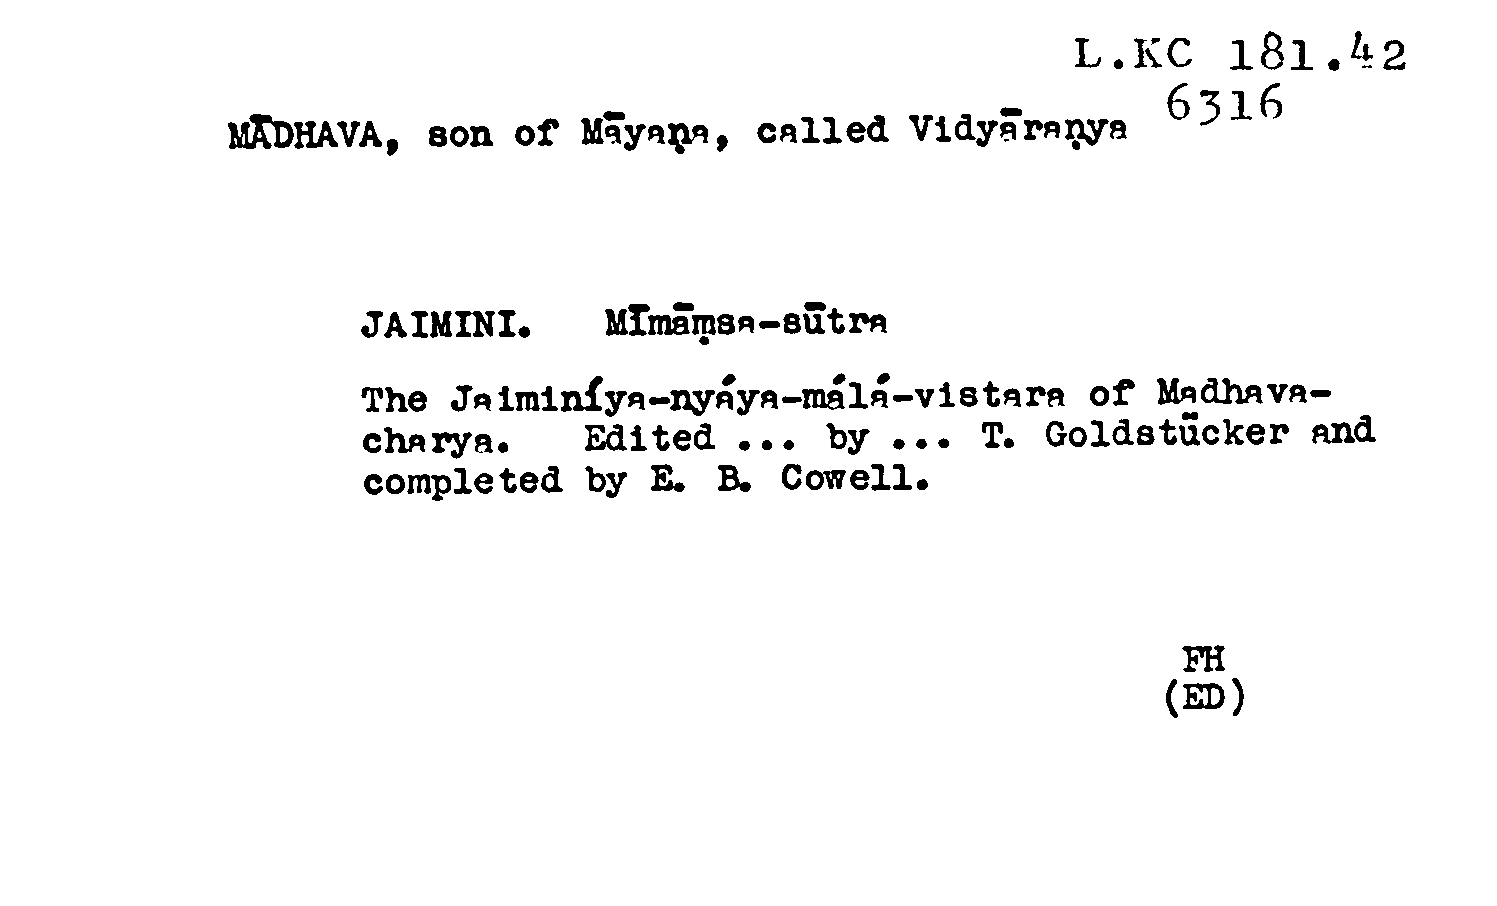 L.KC 181.42
6316
MĀDHAVA, son of Māyaṇa, called Vidyāraṇya
JAIMINI. Mīmāṃsa-sūtra
The Jaiminíya-nyáya-málá-vistara of Madhava-
charya. Edited ... by ... T. Goldstücker and
completed by E. B. Cowell.
FH
(ED)